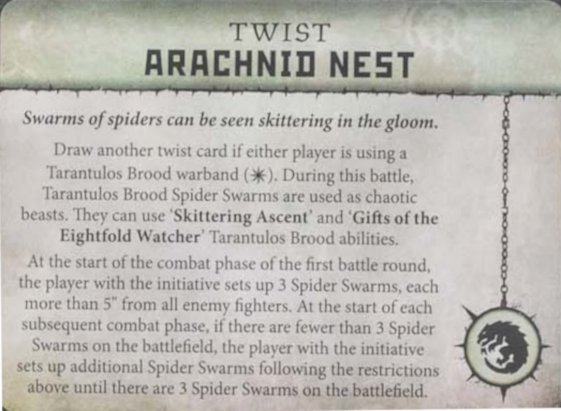 TWIST
ARACHNID NEST
Swarms of spiders can be seen skittering in the gloom.
Draw another twist card if either player is using a
Tarantulos Brood warband (✴). During this battle,
Tarantulos Brood Spider Swarms are used as chaotic
beasts. They can use 'Skittering Ascent' and 'Gifts of the
Eightfold Watcher' Tarantulos Brood abilities.
At the start of the combat phase of the first battle round,
the player with the initiative sets up 3 Spider Swarms, each
more than 5" from all enemy fighters. At the start of each
subsequent combat phase, if there are fewer than 3 Spider
Swarms on the battlefield, the player with the initiative
sets up additional Spider Swarms following the restrictions
above until there are 3 Spider Swarms on the battlefield.